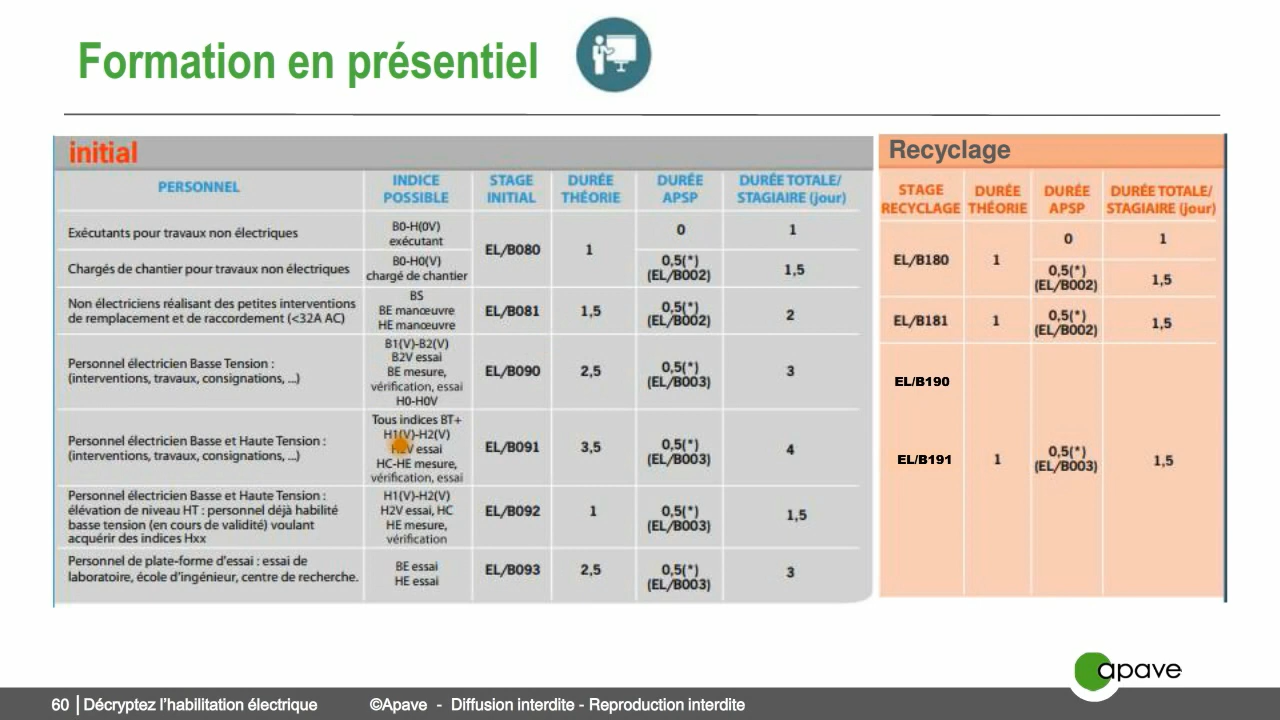 Formation en présentiel
initial
PERSONNEL
INDICE
POSSIBLE
STAGE
INITIAL
DURÉE
THÉORIE
DURÉE
APSP
DURÉE TOTALE/
STAGIAIRE (jour)
Exécutants pour travaux non électriques
B0-H(0V)
exécutant
EL/B080
1
0
1
Chargés de chantier pour travaux non électriques
B0-H0(V)
chargé de chantier
0,5(*)
(EL/B002)
1,5
Non électriciens réalisant des petites interventions
de remplacement et de raccordement (<32A AC)
BS
BE manœuvre
HE manœuvre
EL/B081
1,5
0,5(*)
(EL/B002)
2
Personnel électricien Basse Tension :
(interventions, travaux, consignations, ...)
B1(V)-B2(V)
B2V essai
BE mesure,
vérification, essai
H0-H0V
EL/B090
2,5
0,5(*)
(EL/B003)
3
Personnel électricien Basse et Haute Tension :
(interventions, travaux, consignations, ...)
Tous indices BT+
H1(V)-H2(V)
H2V essai
HC-HE mesure,
vérification, essai
EL/B091
3,5
0,5(*)
(EL/B003)
4
Personnel électricien Basse et Haute Tension :
élévation de niveau HT : personnel déjà habilité
basse tension (en cours de validité) voulant
acquérir des indices Hxx
H1(V)-H2(V)
H2V essai, HC
HE mesure,
vérification
EL/B092
1
0,5(*)
(EL/B003)
1,5
Personnel de plate-forme d'essai : essai de
laboratoire, école d'ingénieur, centre de recherche.
BE essai
HE essai
EL/B093
2,5
0,5(*)
(EL/B003)
3
Recyclage
STAGE
RECYCLAGE
DURÉE
THÉORIE
DURÉE
APSP
DURÉE TOTALE/
STAGIAIRE (jour)
EL/B180
1
0
1
0,5(*)
(EL/B002)
1,5
EL/B181
1
0,5(*)
(EL/B002)
1,5
EL/B190
EL/B191
1
0,5(*)
(EL/B003)
1,5
apave
60 | Décryptez l'habilitation électrique ©Apave - Diffusion interdite - Reproduction interdite